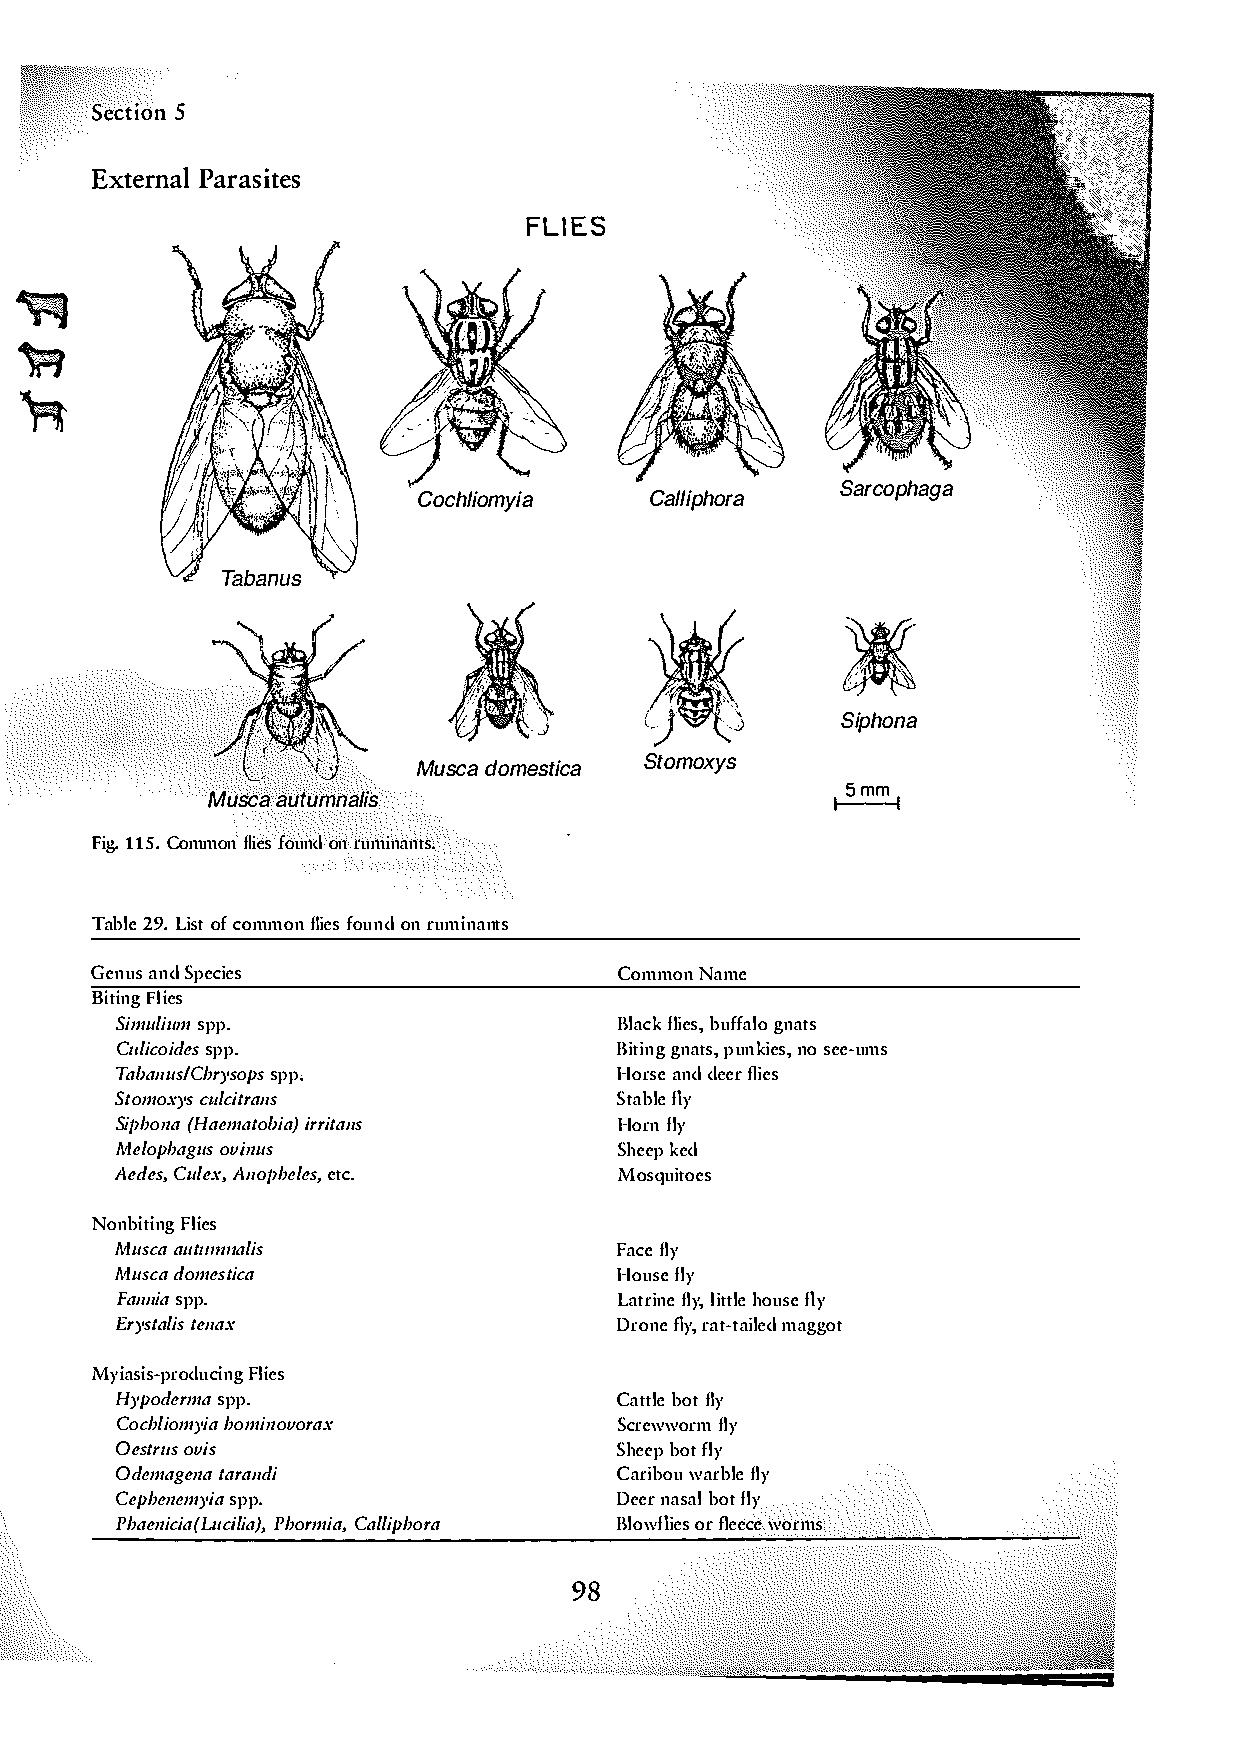 Section 5
External Parasites
FLIES
Cochliomyia
Calliphora
Sarcophaga
Tabanus
Musca autumnalis
Musca domestica
Stomoxys
Siphona
5 mm
Fig. 115. Common flies found on ruminants.
Table 29. List of common flies found on ruminants
Genus and Species Common Name
Biting Flies
Simulium spp. Black flies, buffalo gnats
Culicoides spp. Biting gnats, punkies, no see-ums
Tabanus/Chrysops spp. Horse and deer flies
Stomoxys culcitrans Stable fly
Siphona (Haematobia) irritans Horn fly
Melophagus ovinus Sheep ked
Aedes, Culex, Anopheles, etc. Mosquitoes
Nonbiting Flies
Musca autumnalis Face fly
Musca domestica House fly
Fannia spp. Latrine fly, little house fly
Erystalis tenax Drone fly, rat-tailed maggot
Myiasis-producing Flies
Hypoderma spp. Cattle bot fly
Cochliomyia hominovorax Screwworm fly
Oestrus ovis Sheep bot fly
Odemagena tarandi Caribou warble fly
Cephenemyia spp. Deer nasal bot fly
Phaenicia(Lucilia), Phormia, Calliphora Blowflies or fleece worms
98